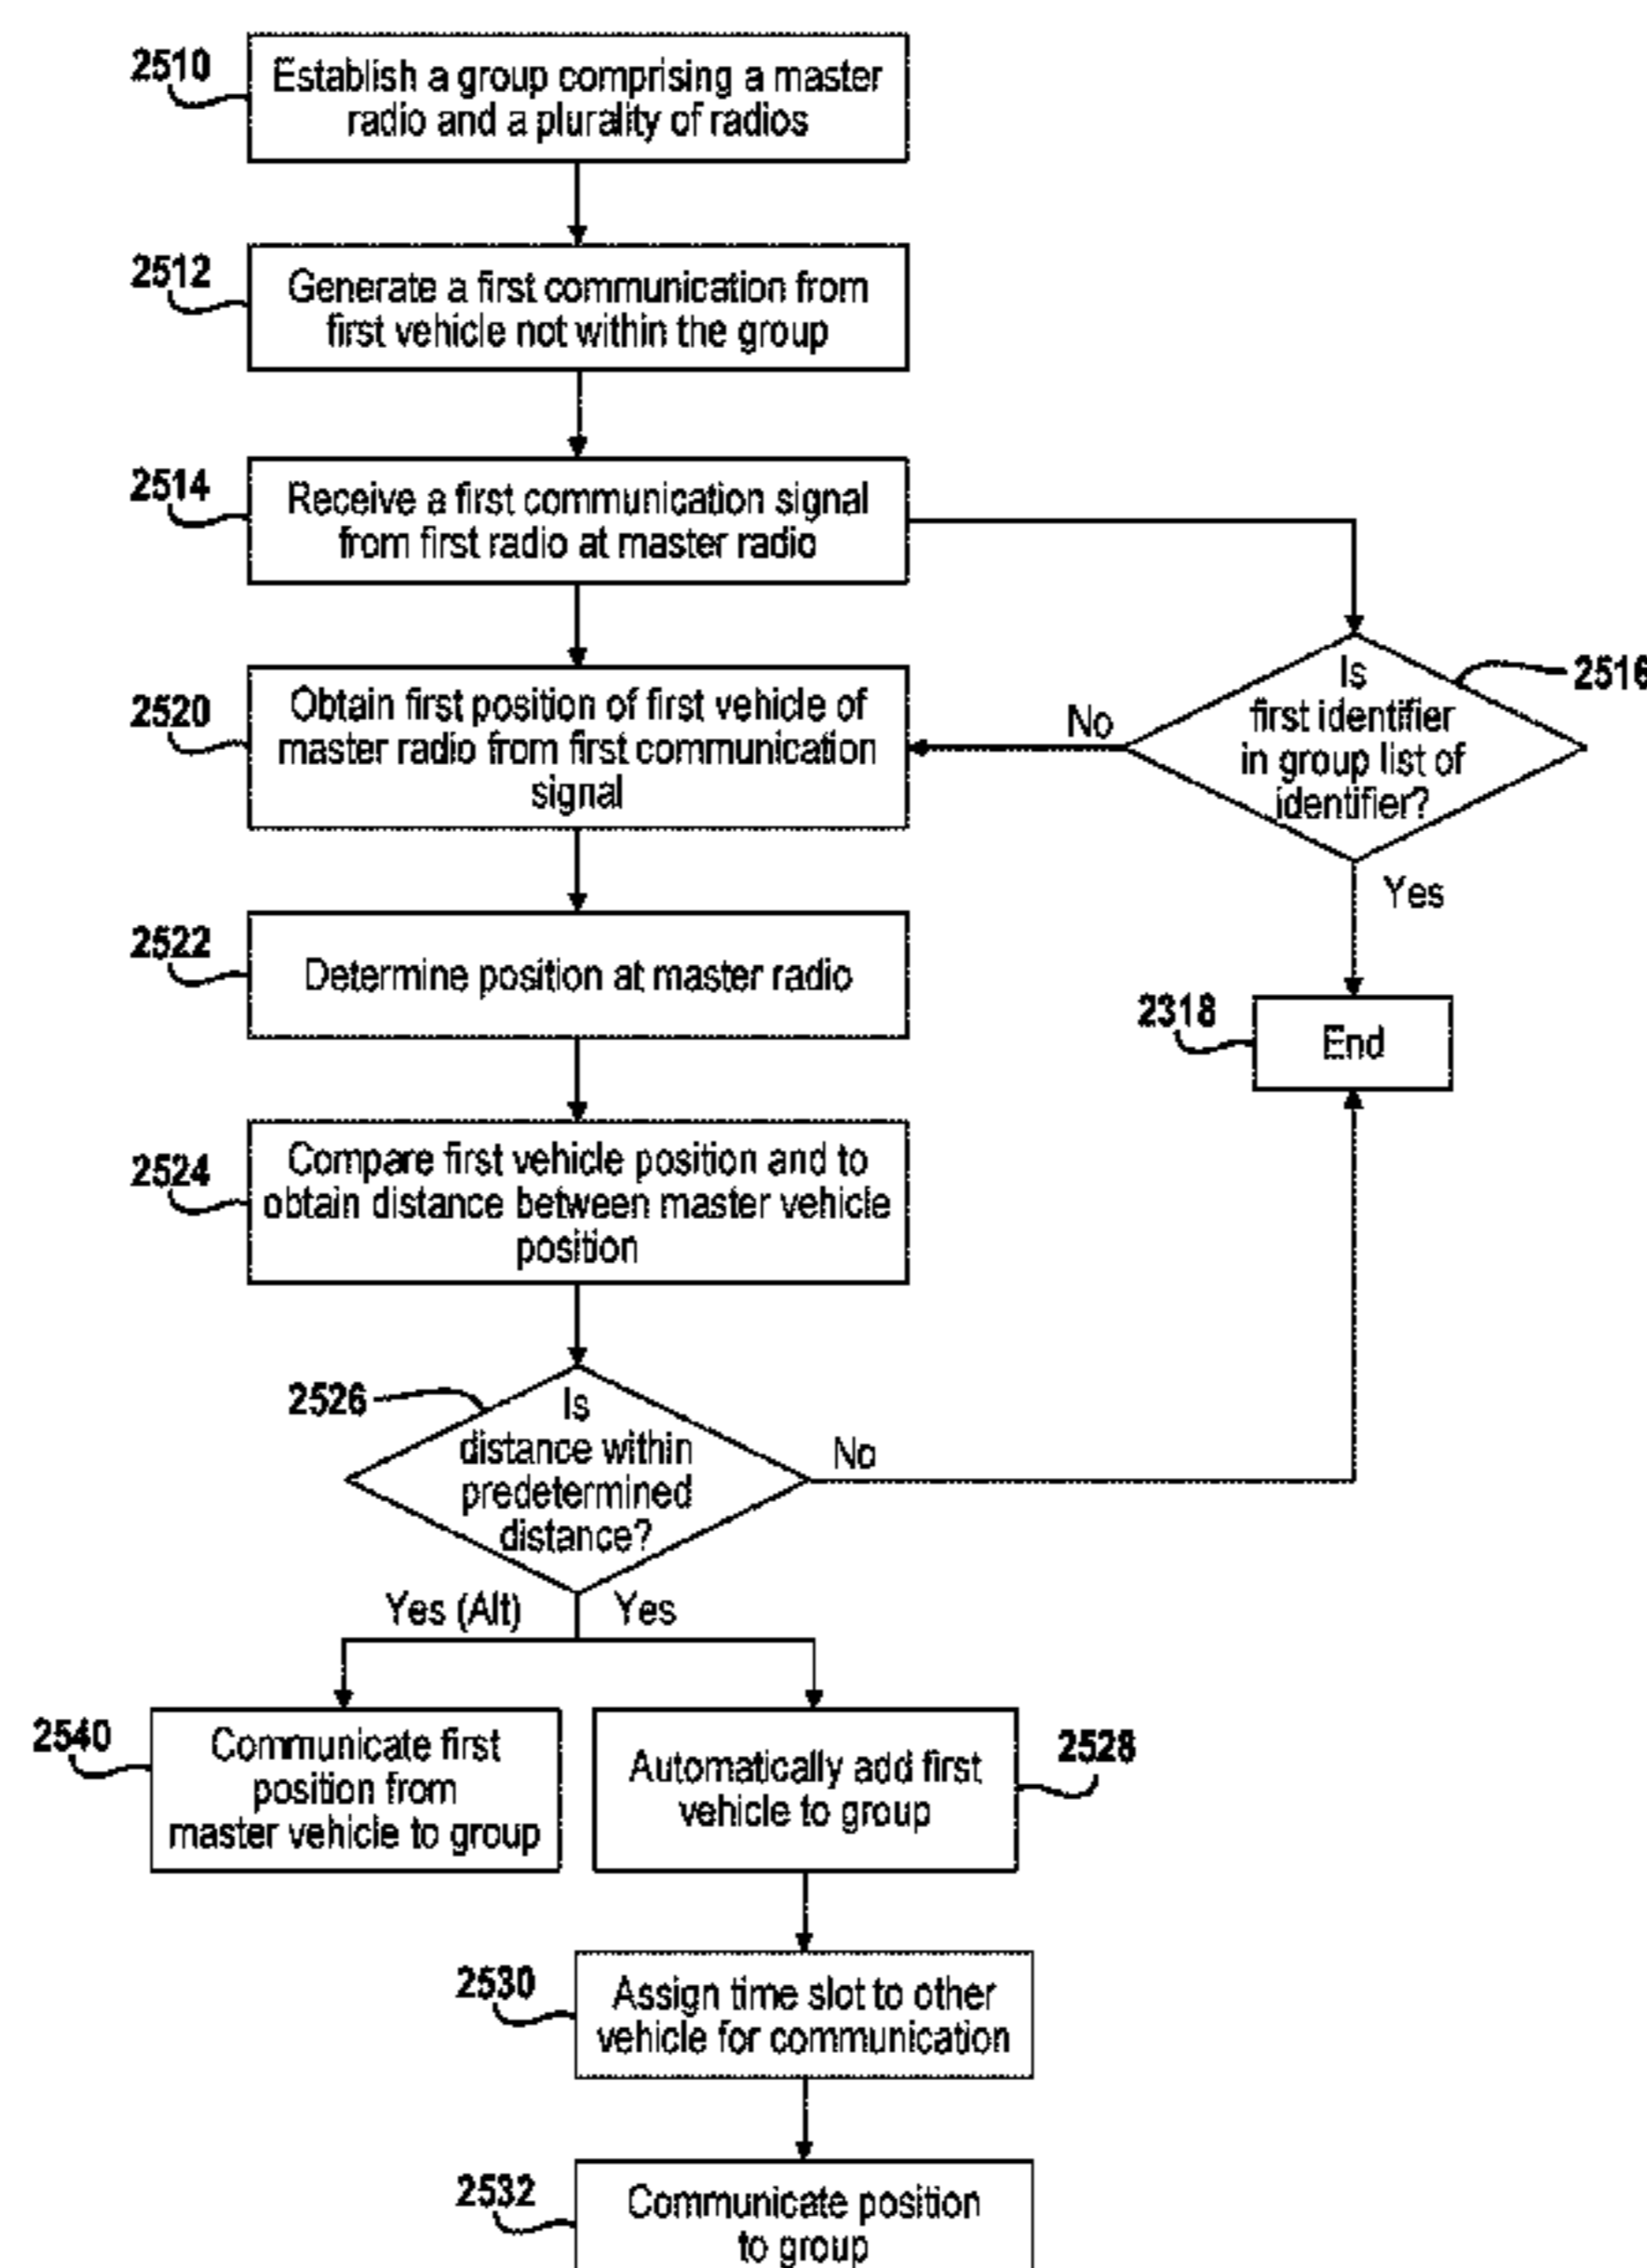 2510
Establish a group comprising a master
radio and a plurality of radios
2512
Generate a first communication from
first vehicle not within the group
2514
Receive a first communication signal
from first radio at master radio
Is
first identifier
in group list of
identifier?
2516
No
Yes
2520
Obtain first position of first vehicle of
master radio from first communication
signal
2522
Determine position at master radio
2318
End
2524
Compare first vehicle position and to
obtain distance between master vehicle
position
2526
Is
distance within
predetermined
distance?
No
Yes (Alt)
Yes
2540
Communicate first
position from
master vehicle to group
Automatically add first
vehicle to group
2528
2530
Assign time slot to other
vehicle for communication
2532
Communicate position
to group